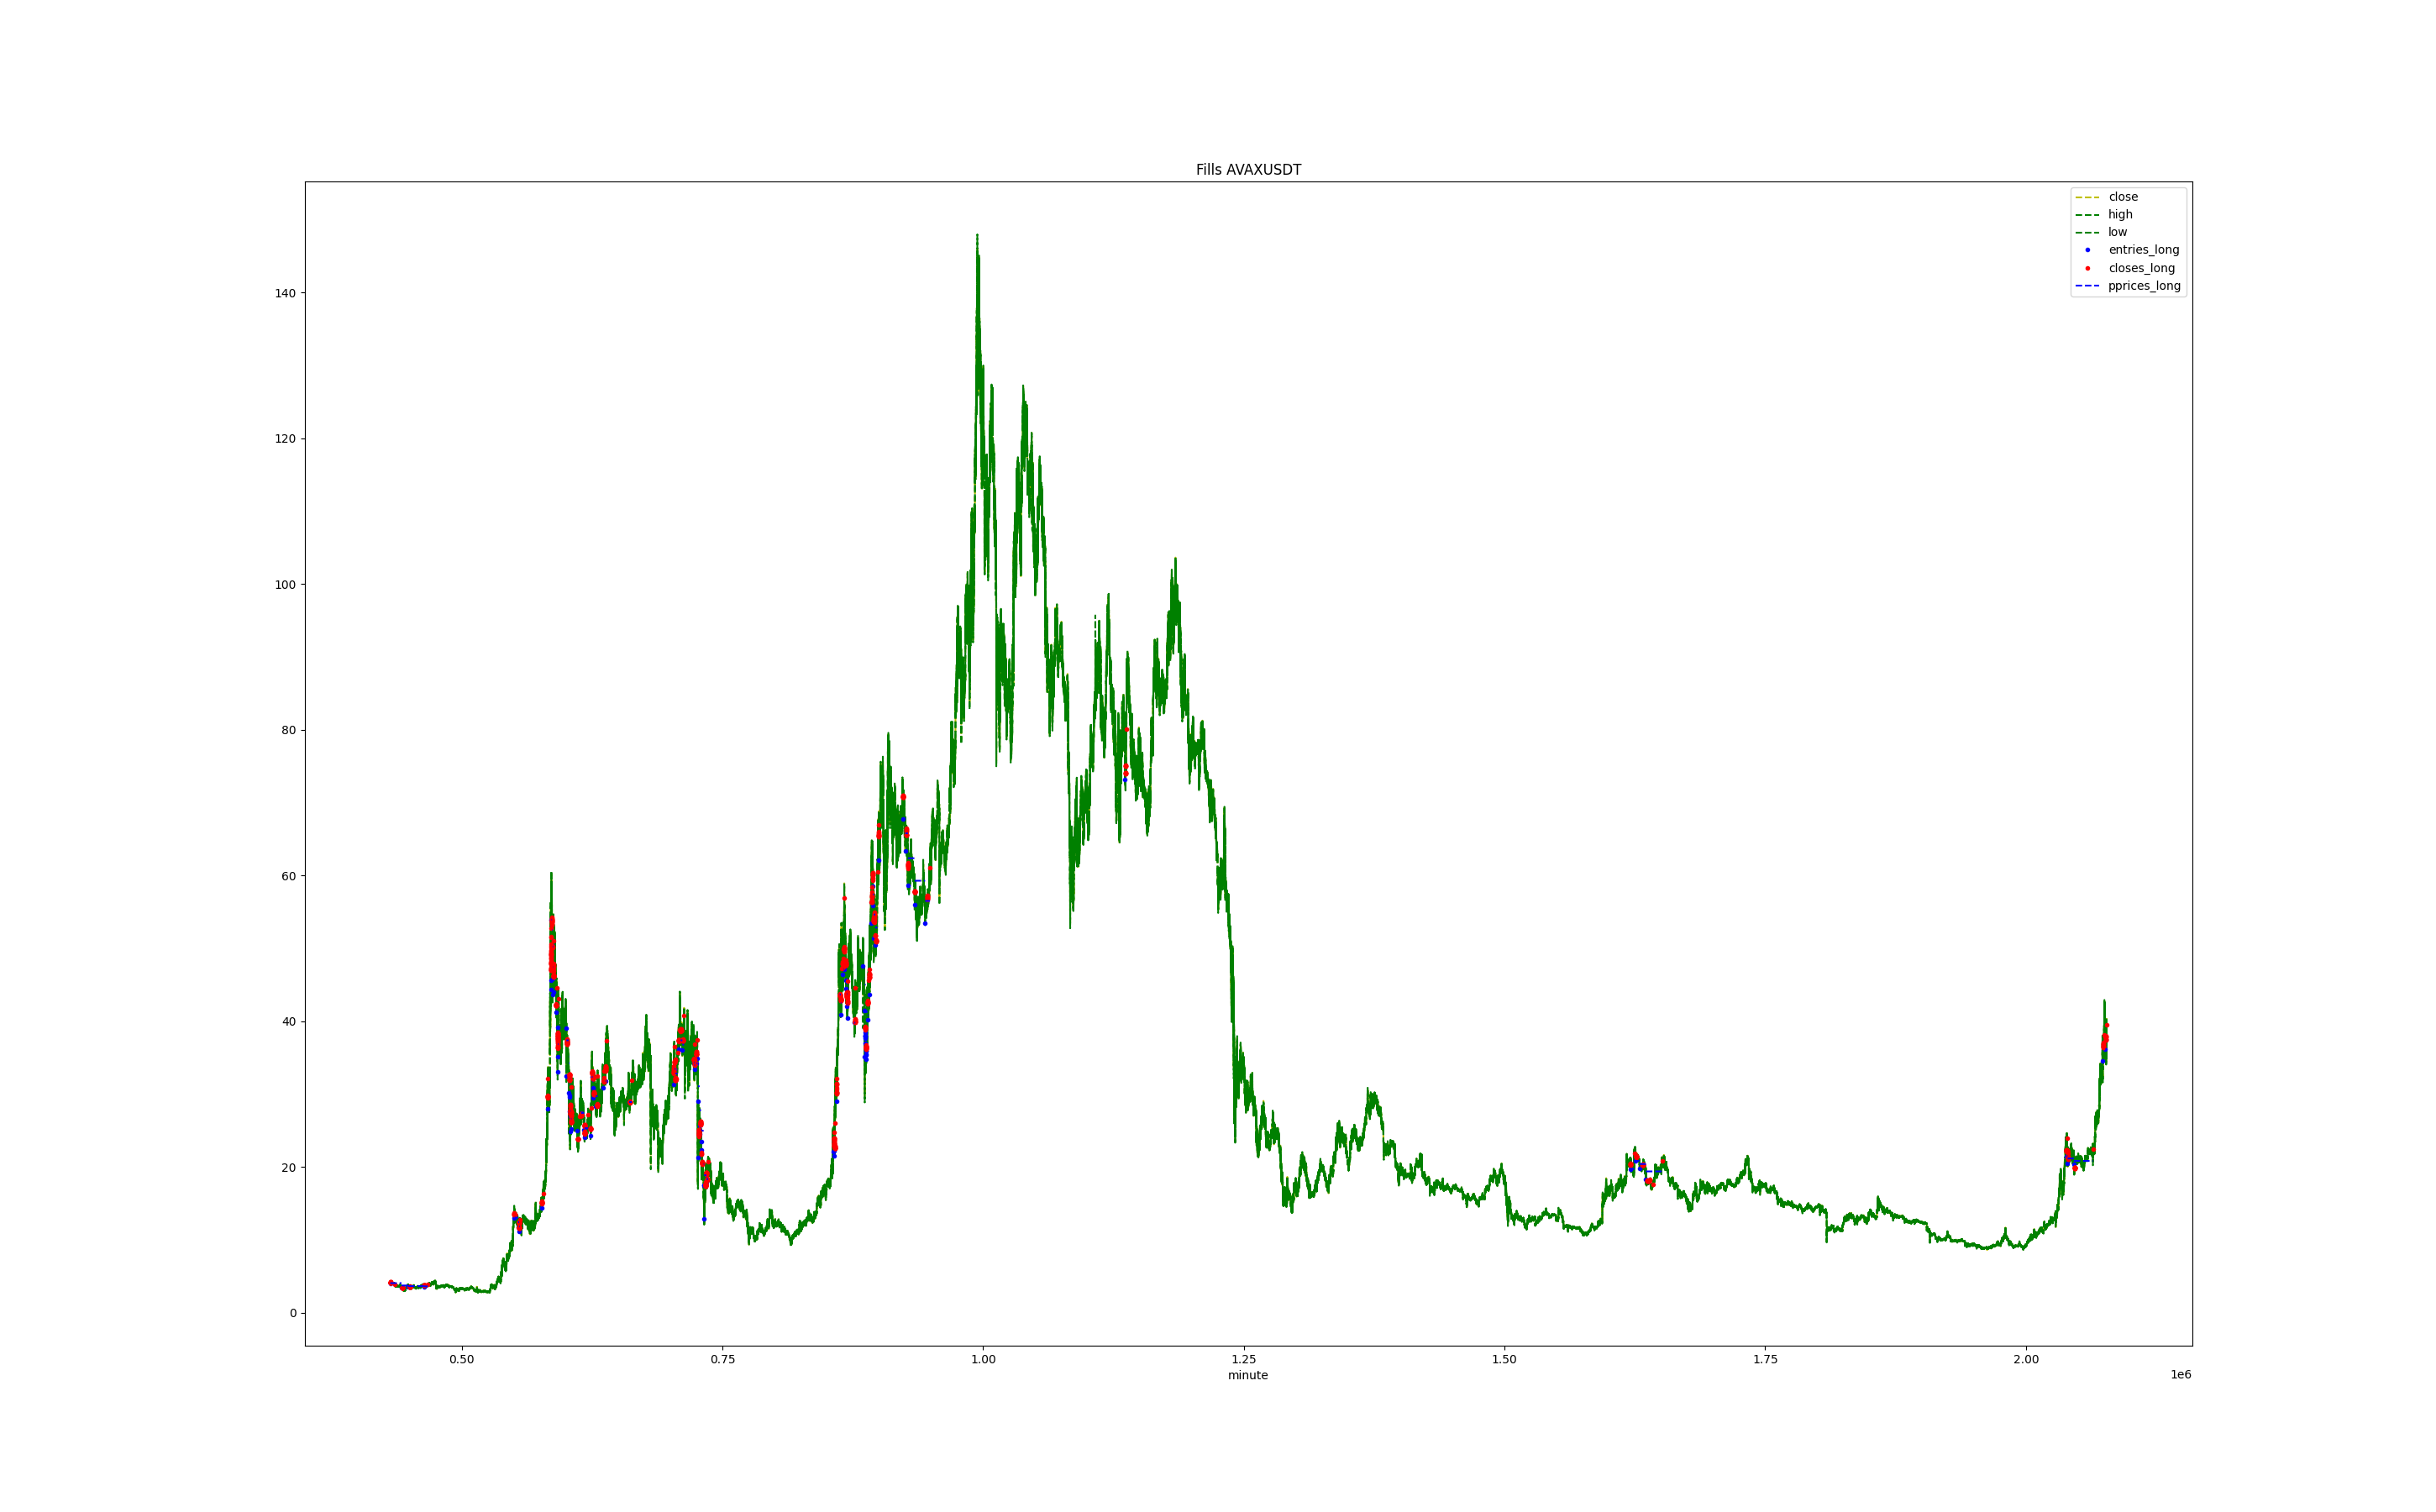 Fills AVAXUSDT
close
high
low
entries_long
closes_long
pprices_long
140
120
100
80
60
40
20
0
0.50 0.75 1.00 1.25 1.50 1.75 2.00
minute
1e6